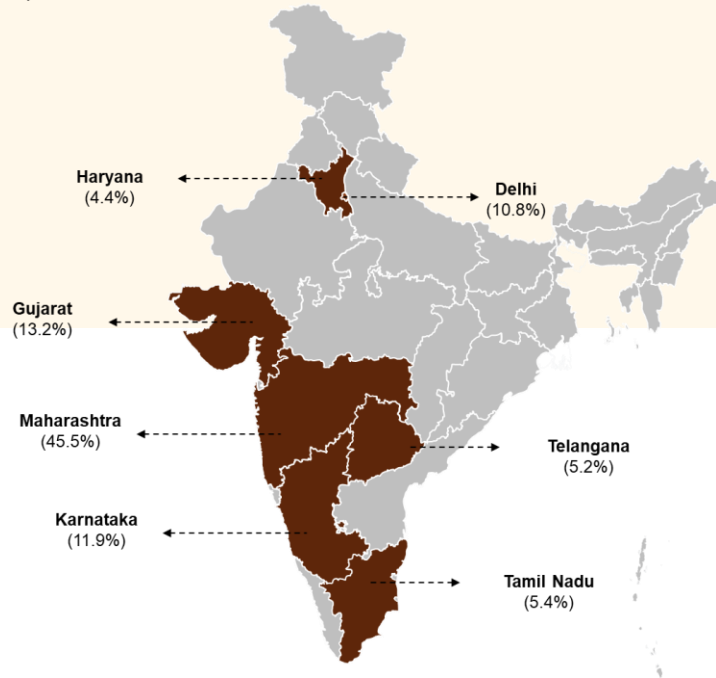 Haryana
(4.4%)
Delhi
(10.8%)
Gujarat
(13.2%)
Maharashtra
(45.5%)
Telangana
(5.2%)
Karnataka
(11.9%)
Tamil Nadu
(5.4%)